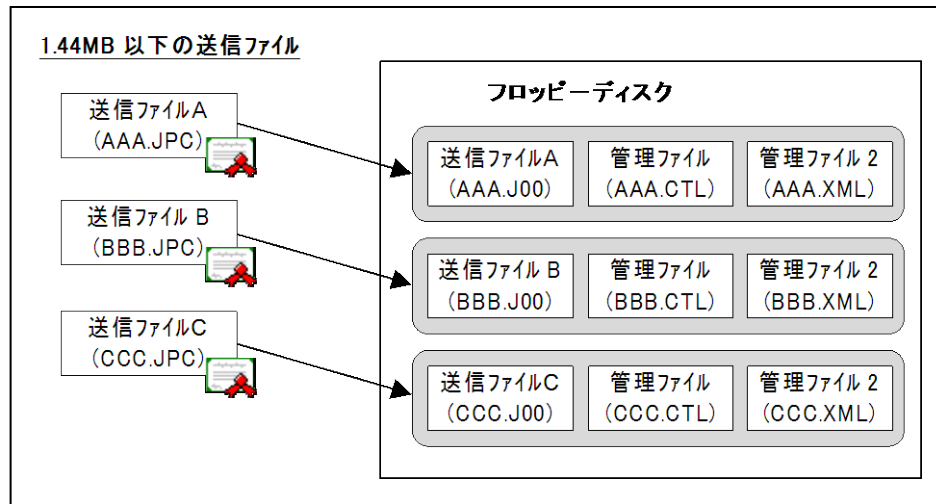 1.44MB 以下の送信ファイル
送信ファイルA
(AAA.JPC)
送信ファイル B
(BBB.JPC)
送信ファイルC
(CCC.JPC)
フロッピーディスク
送信ファイルA
(AAA.J00)
管理ファイル
(AAA.CTL)
管理ファイル 2
(AAA.XML)
送信ファイル B
(BBB.J00)
管理ファイル
(BBB.CTL)
管理ファイル 2
(BBB.XML)
送信ファイルC
(CCC.J00)
管理ファイル
(CCC.CTL)
管理ファイル 2
(CCC.XML)